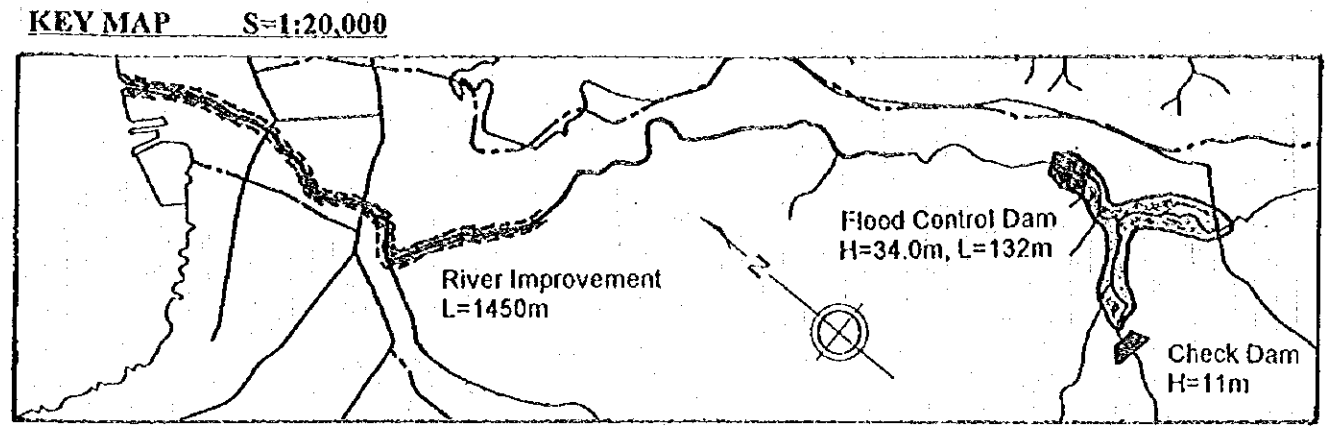 KEY MAP S=1:20,000
Flood Control Dam
H=34.0m, L=132m
N
River Improvement
L=1450m
Check Dam
H=11m